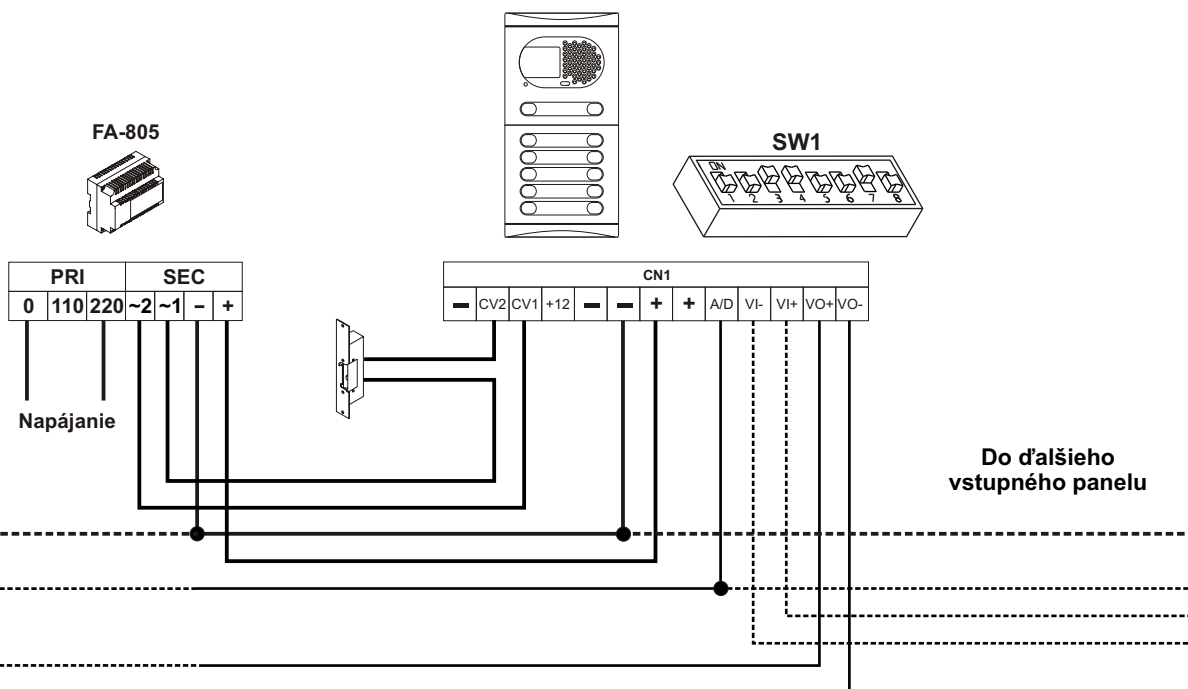 FA-805
SW1
ON
1 2 3 4 5 6 7 8
PRI SEC
0 110 220 ~2 ~1 – +
CN1
– CV2 CV1 +12 – – + + A/D VI- VI+ VO+ VO-
Napájanie
Do ďalšieho
vstupného panelu